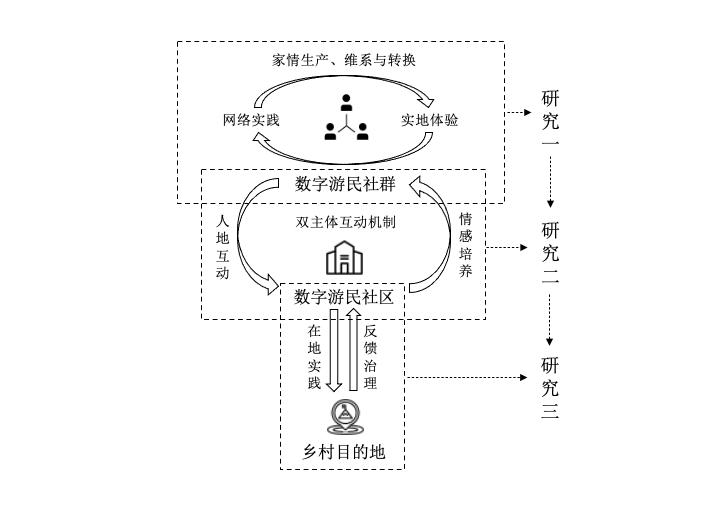 家情生产、维系与转换
网络实践
实地体验
研究一
数字游民社群
人地互动
双主体互动机制
情感培养
研究二
数字游民社区
在地实践
反馈治理
研究三
乡村目的地